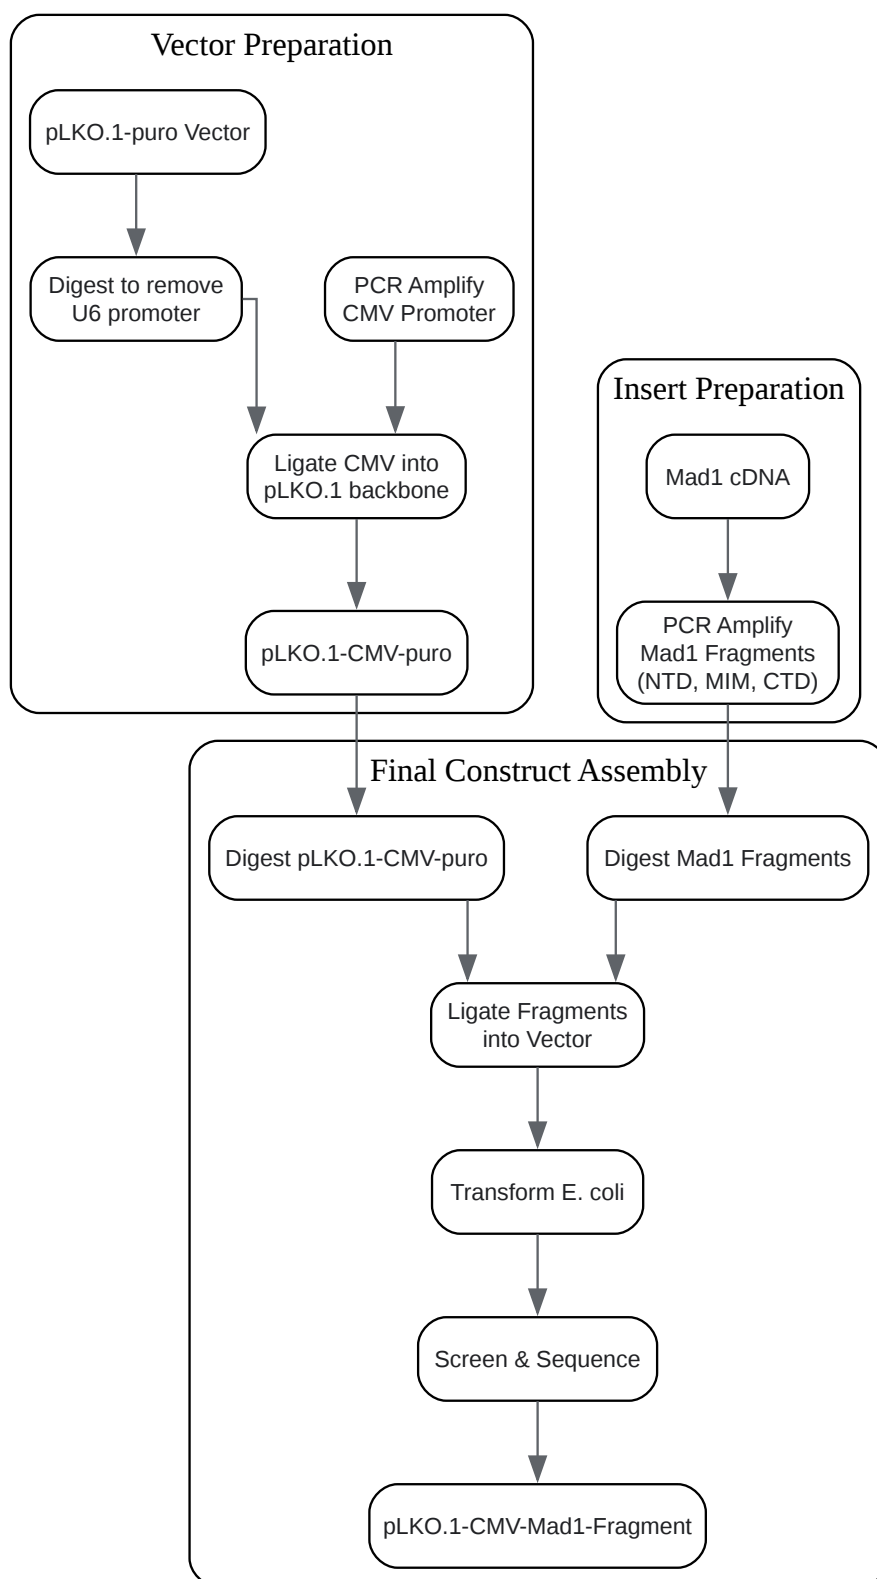 Vector Preparation
pLKO.1-puro Vector
Digest to remove
U6 promoter
PCR Amplify
CMV Promoter
Ligate CMV into
pLKO.1 backbone
pLKO.1-CMV-puro
Insert Preparation
Mad1 cDNA
PCR Amplify
Mad1 Fragments
(NTD, MIM, CTD)
Final Construct Assembly
Digest pLKO.1-CMV-puro
Digest Mad1 Fragments
Ligate Fragments
into Vector
Transform E. coli
Screen & Sequence
pLKO.1-CMV-Mad1-Fragment